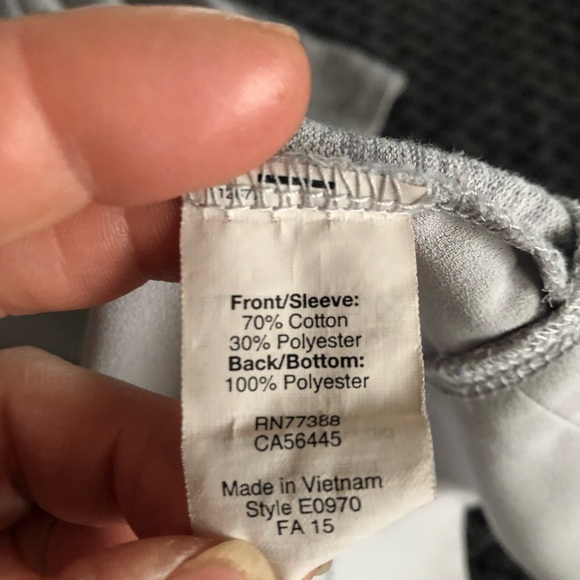 Front/Sleeve:
70% Cotton
30% Polyester
Back/Bottom:
100% Polyester
RN77388
CA56445
Made in Vietnam
Style E0970
FA 15